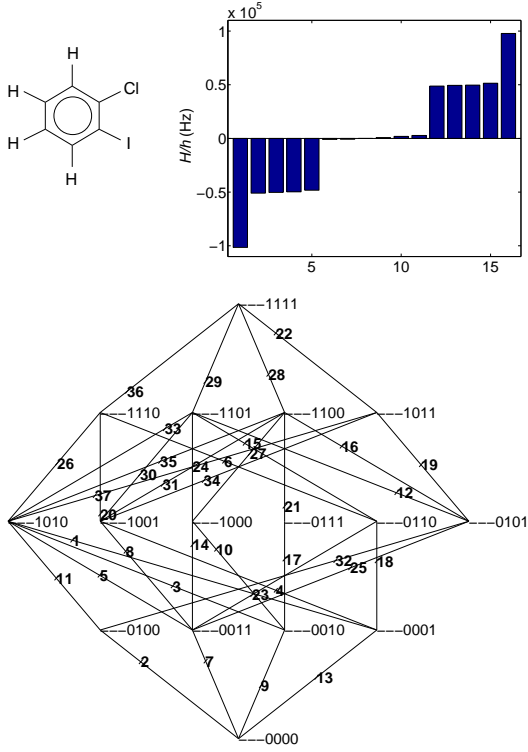 H
H
H
H
Cl
I
x 10^5
1
0.5
0
−0.5
−1
H/h (Hz)
5 10 15
−−−1111
22
29 28
36
−−−1110 −−−1101 −−−1100 −−−1011
33
15 16
26 35 24 6 27 19
30 31 34
37 12
20 21
−−−1010 −−−1001 −−−1000 −−−0111 −−−0110 −−−0101
1 8 14 10 17 32 25 18
11 5 3 23 4
−−−0100 −−−0011 −−−0010 −−−0001
2 7 9 13
−−−0000